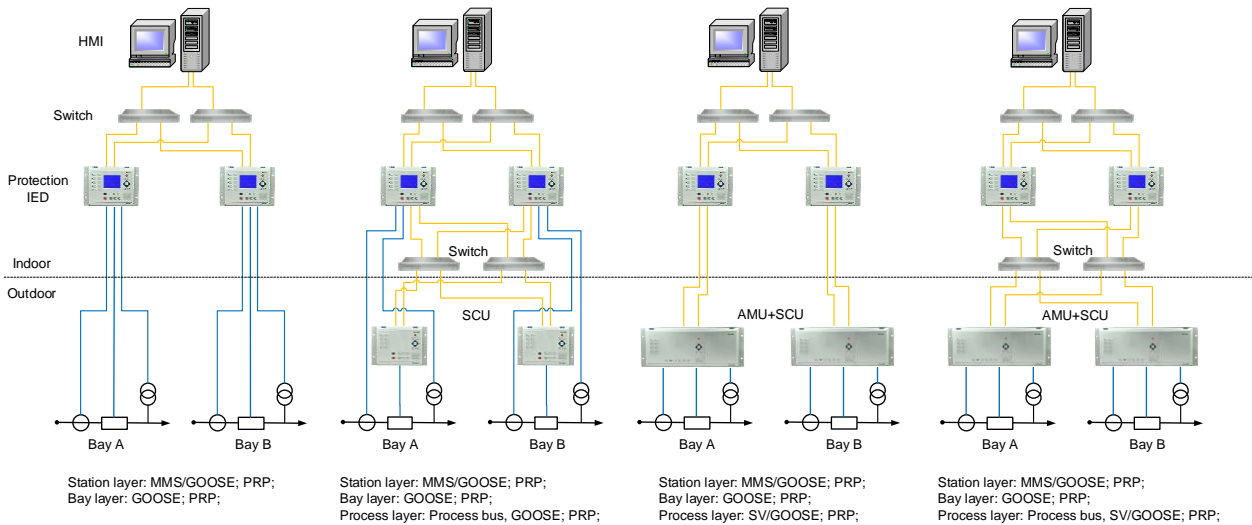 HMI
Switch
Protection
IED
Switch
Switch
Indoor
Outdoor
SCU
AMU+SCU
AMU+SCU
Bay A
Bay B
Bay A
Bay B
Bay A
Bay B
Bay A
Bay B
Station layer: MMS/GOOSE; PRP;
Bay layer: GOOSE; PRP;
Station layer: MMS/GOOSE; PRP;
Bay layer: GOOSE; PRP;
Process layer: Process bus, GOOSE; PRP;
Station layer: MMS/GOOSE; PRP;
Bay layer: GOOSE; PRP;
Process layer: SV/GOOSE; PRP;
Station layer: MMS/GOOSE; PRP;
Bay layer: GOOSE; PRP;
Process layer: Process bus, SV/GOOSE; PRP;